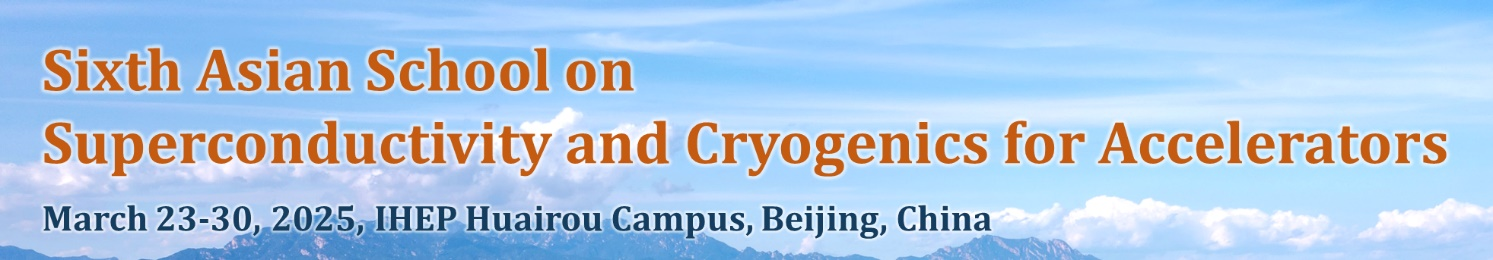 Sixth Asian School on
Superconductivity and Cryogenics for Accelerators
March 23-30, 2025, IHEP Huairou Campus, Beijing, China